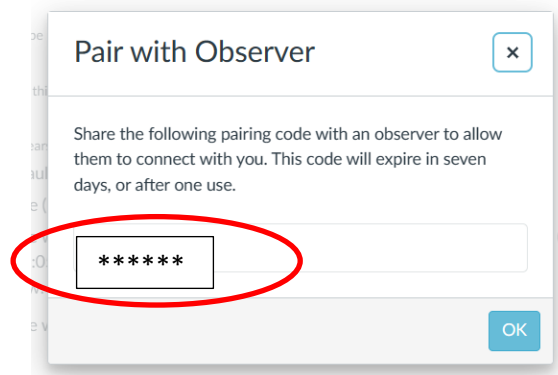 Pair with Observer ×
Share the following pairing code with an observer to allow
them to connect with you. This code will expire in seven
days, or after one use.
******
OK